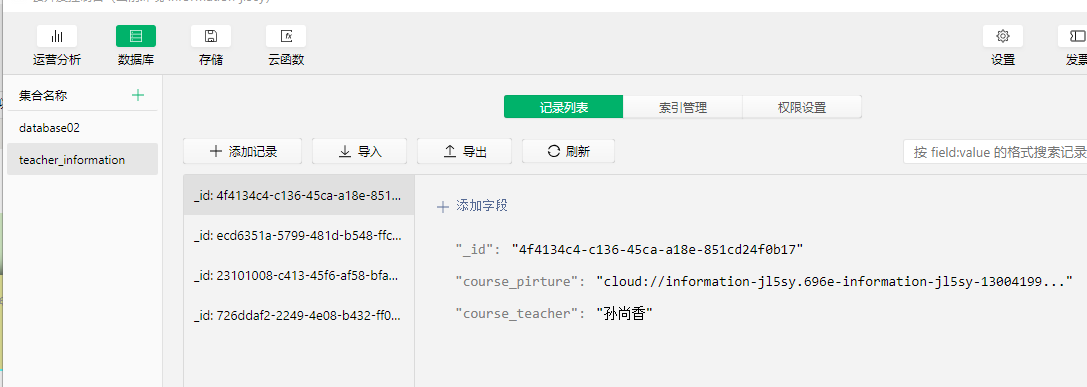 运营分析
数据库
存储
云函数
设置
发票
集合名称
database02
teacher_information
记录列表
索引管理
权限设置
添加记录
导入
导出
刷新
按 field:value 的格式搜索记录
_id: 4f4134c4-c136-45ca-a18e-851...
_id: ecd6351a-5799-481d-b548-ffc...
_id: 23101008-c413-45f6-af58-bfa...
_id: 726ddaf2-2249-4e08-b432-ff0...
添加字段
"_id": "4f4134c4-c136-45ca-a18e-851cd24f0b17"
"course_pirture": "cloud://information-jl5sy.696e-information-jl5sy-13004199..."
"course_teacher": "孙尚香"